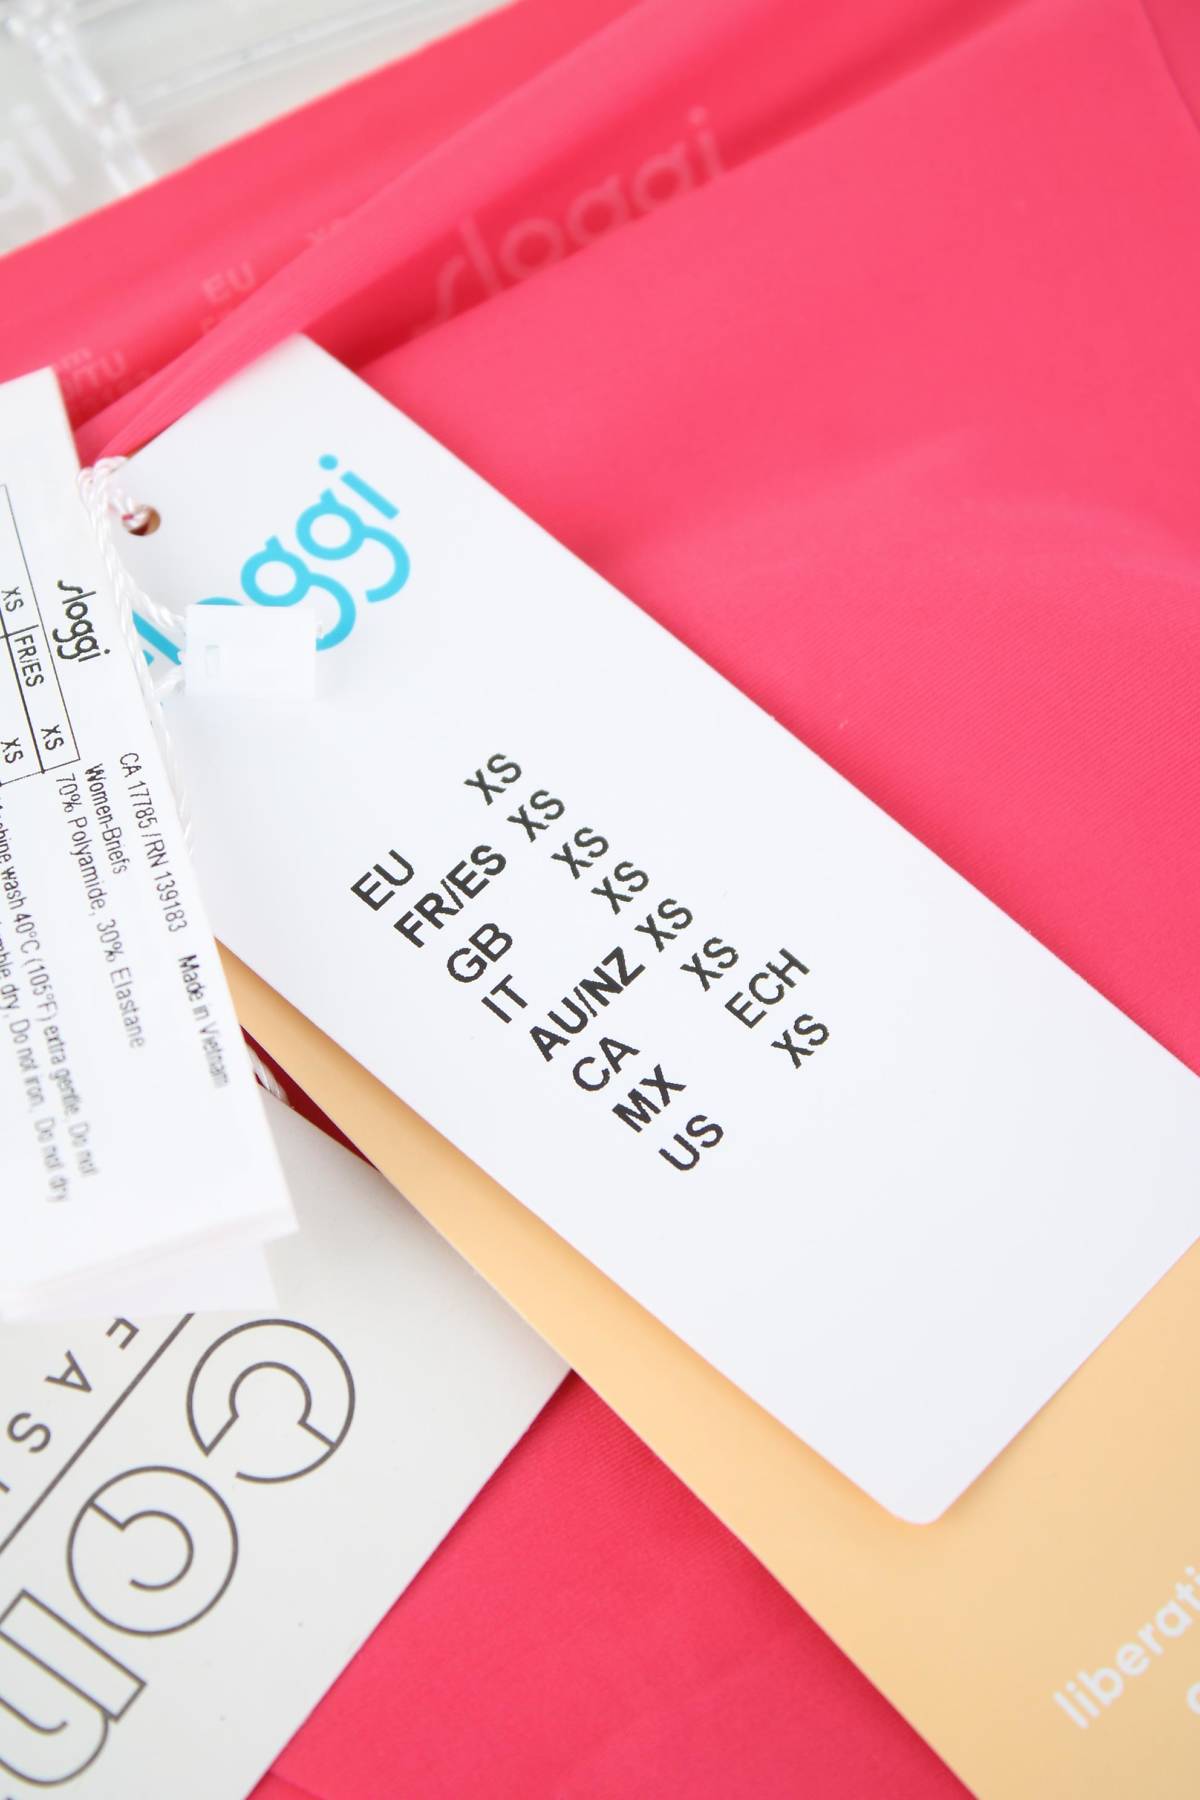 sloggi
EU
sloggi
EU XS
FR/ES XS
GB XS
IT XS
AU/NZ XS
CA XS
MX ECH
US XS
sloggi
XS
FR/ES XS
XS
CA 17785 / RN 139183 Made in Vietnam
Women-Briefs
70% Polyamide, 30% Elastane
wash 40°C (105°F) extra gentle, Do not
dry, Do not iron, Do not dry